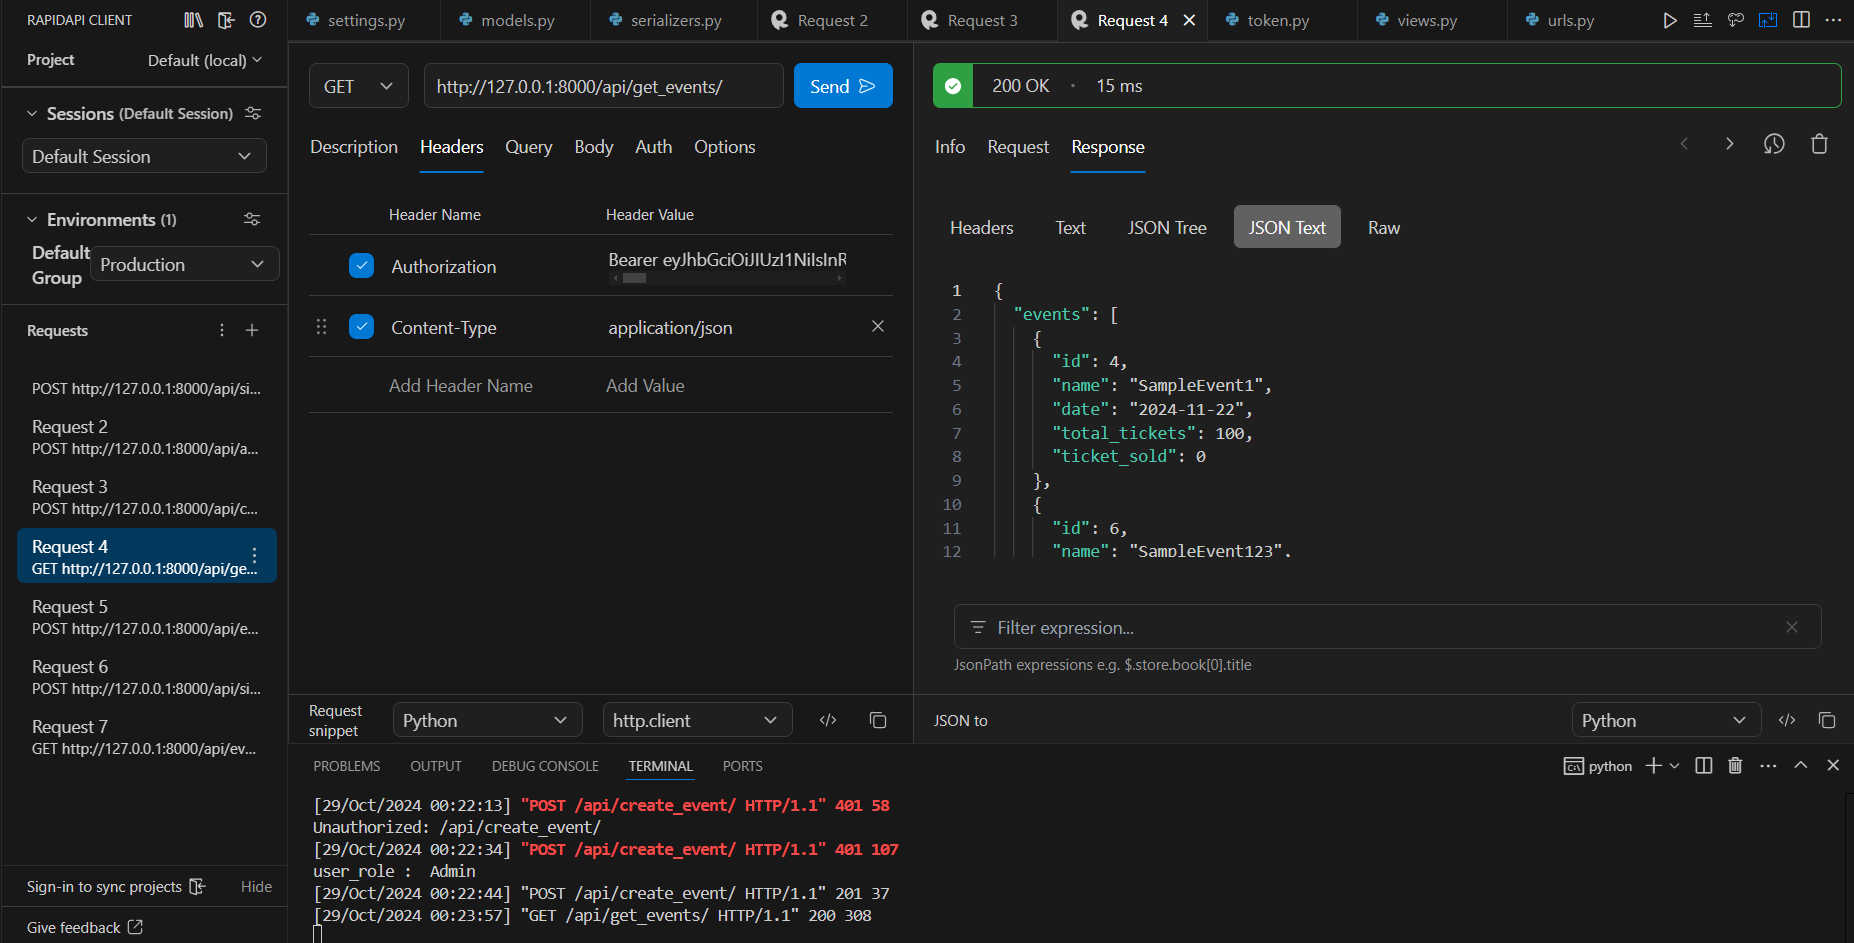 RAPIDAPI CLIENT
Project
Default (local)
Sessions (Default Session)
Default Session
Environments (1)
Default Group
Production
Requests
POST http://127.0.0.1:8000/api/si...
Request 2
POST http://127.0.0.1:8000/api/a...
Request 3
POST http://127.0.0.1:8000/api/c...
Request 4
GET http://127.0.0.1:8000/api/ge...
Request 5
POST http://127.0.0.1:8000/api/e...
Request 6
POST http://127.0.0.1:8000/api/si...
Request 7
GET http://127.0.0.1:8000/api/ev...
Sign-in to sync projects
Hide
Give feedback
settings.py
models.py
serializers.py
Request 2
Request 3
Request 4
token.py
views.py
urls.py
GET
http://127.0.0.1:8000/api/get_events/
Send
Description Headers Query Body Auth Options
Header Name Header Value
Authorization Bearer eyJhbGciOiJIUzI1NiIsInR
Content-Type application/json
Add Header Name Add Value
Request snippet
Python
http.client
200 OK · 15 ms
Info Request Response
Headers Text JSON Tree JSON Text Raw
1 {
2 "events": [
3 {
4 "id": 4,
5 "name": "SampleEvent1",
6 "date": "2024-11-22",
7 "total_tickets": 100,
8 "ticket_sold": 0
9 },
10 {
11 "id": 6,
12 "name": "SampleEvent123",
Filter expression...
JsonPath expressions e.g. $.store.book[0].title
JSON to
Python
PROBLEMS OUTPUT DEBUG CONSOLE TERMINAL PORTS
python
[29/Oct/2024 00:22:13] "POST /api/create_event/ HTTP/1.1" 401 58
Unauthorized: /api/create_event/
[29/Oct/2024 00:22:34] "POST /api/create_event/ HTTP/1.1" 401 107
user_role :  Admin
[29/Oct/2024 00:22:44] "POST /api/create_event/ HTTP/1.1" 201 37
[29/Oct/2024 00:23:57] "GET /api/get_events/ HTTP/1.1" 200 308